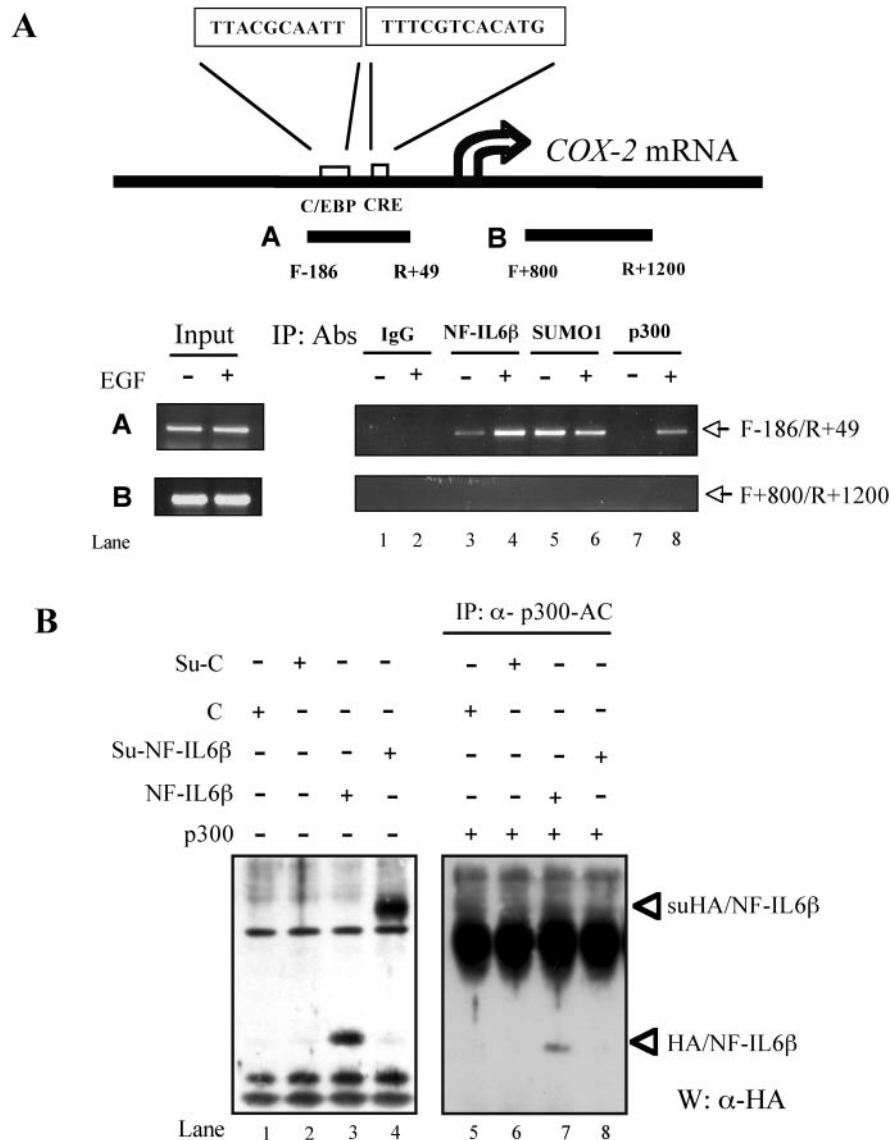 A
TTACGCAATT TTTCGTCACATG
COX-2 mRNA
C/EBP CRE
A B
F-186 R+49 F+800 R+1200
Input IP: Abs IgG NF-IL6β SUMO1 p300
EGF - + - + - + - + - +
A F-186/R+49
B F+800/R+1200
Lane 1 2 3 4 5 6 7 8
B
IP: α- p300-AC
Su-C - + - - - + - -
C + - - - + - - -
Su-NF-IL6β - - - + - - - +
NF-IL6β - - + - - - + -
p300 - - - - + + + +
suHA/NF-IL6β
HA/NF-IL6β
W: α-HA
Lane 1 2 3 4 5 6 7 8